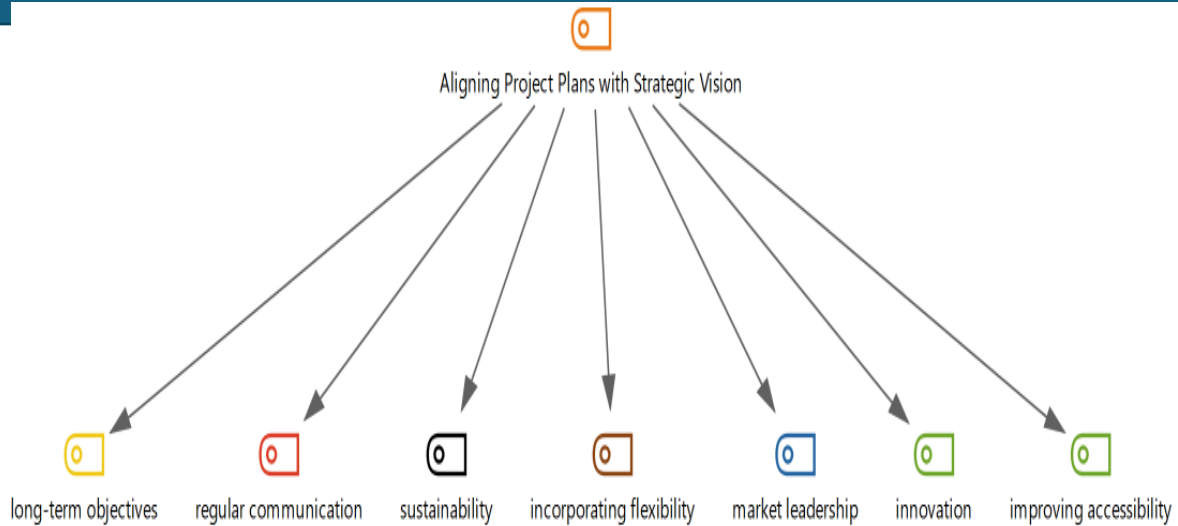 Aligning Project Plans with Strategic Vision
long-term objectives
regular communication
sustainability
incorporating flexibility
market leadership
innovation
improving accessibility